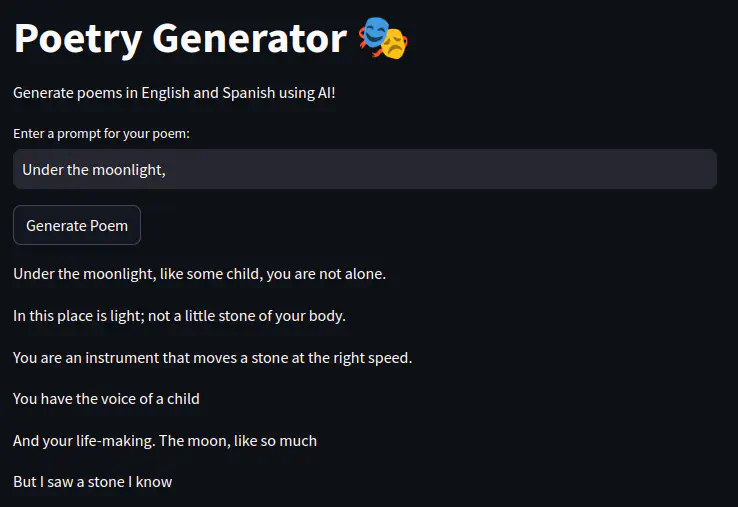 Poetry Generator 🎭
Generate poems in English and Spanish using AI!
Enter a prompt for your poem:
Under the moonlight,
Generate Poem
Under the moonlight, like some child, you are not alone.
In this place is light; not a little stone of your body.
You are an instrument that moves a stone at the right speed.
You have the voice of a child
And your life-making. The moon, like so much
But I saw a stone I know